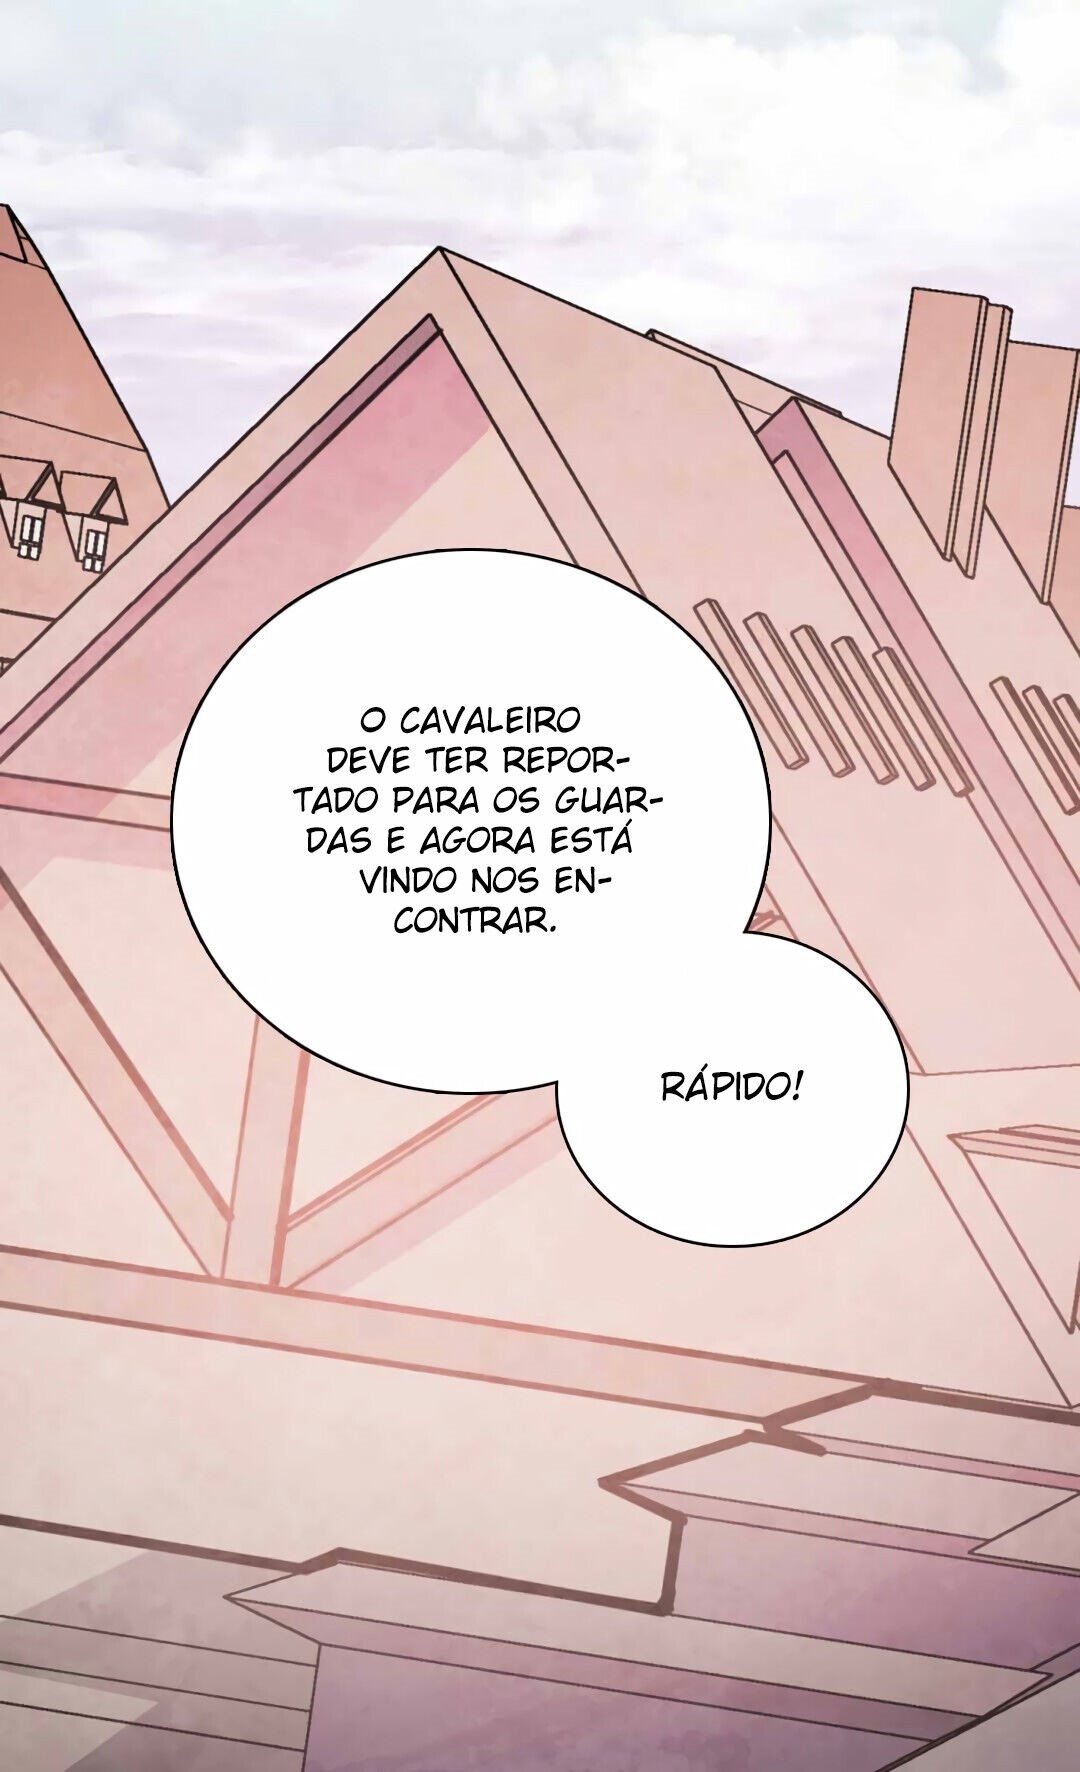 O CAVALEIRO
DEVE TER REPOR-
TADO PARA OS GUAR-
DAS E AGORA ESTÁ
VINDO NOS EN-
CONTRAR.
RÁPIDO!